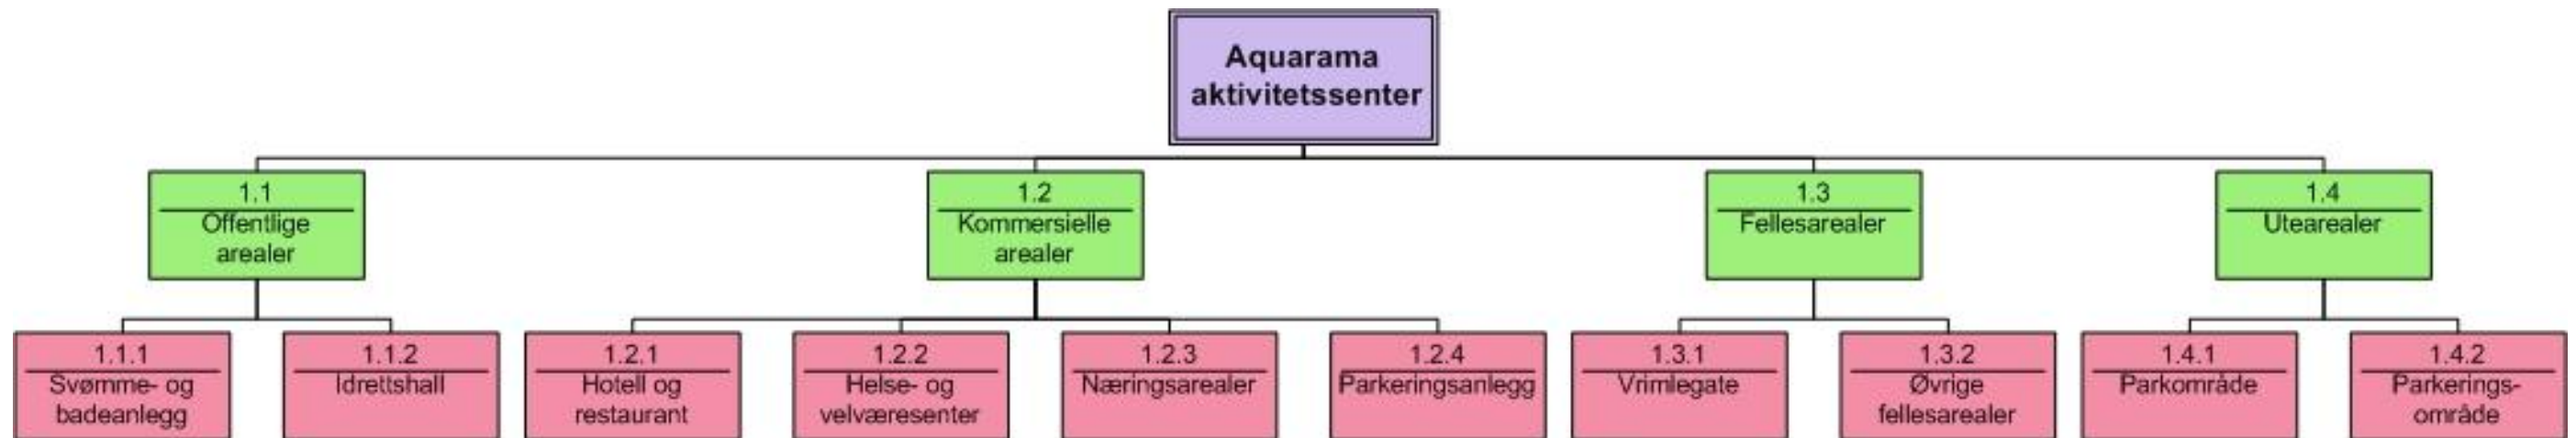 Aquarama
aktivitetssenter
1.1
Offentlige
arealer
1.2
Kommersielle
arealer
1.3
Fellesarealer
1.4
Utearealer
1.1.1
Svømme- og
badeanlegg
1.1.2
Idrettshall
1.2.1
Hotell og
restaurant
1.2.2
Helse- og
velværesenter
1.2.3
Næringsarealer
1.2.4
Parkeringsanlegg
1.3.1
Vrimlegate
1.3.2
Øvrige
fellesarealer
1.4.1
Parkområde
1.4.2
Parkerings-
område